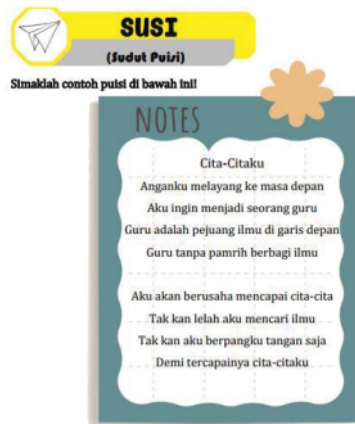 SUSI
(Sudut Puisi)
Simaklah contoh puisi di bawah ini!
NOTES
Cita-Citaku
Anganku melayang ke masa depan
Aku ingin menjadi seorang guru
Guru adalah pejuang ilmu di garis depan
Guru tanpa pamrih berbagi ilmu
Aku akan berusaha mencapai cita-cita
Tak kan lelah aku mencari ilmu
Tak kan aku berpangku tangan saja
Demi tercapainya cita-citaku